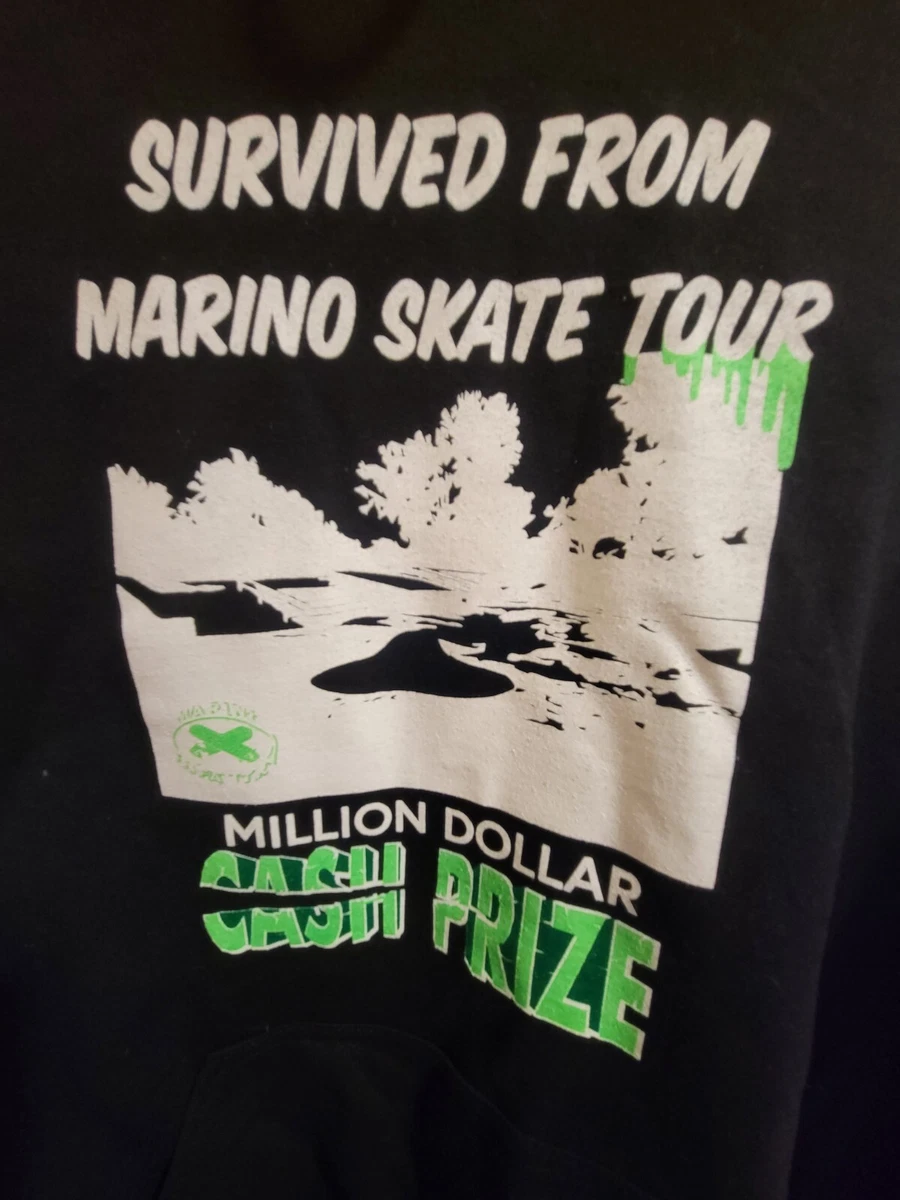 SURVIVED FROM
MARINO SKATE TOUR
MILLION DOLLAR
CASH PRIZE